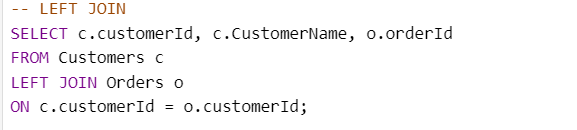 -- LEFT JOIN
SELECT c.customerId, c.CustomerName, o.orderId
FROM Customers c
LEFT JOIN Orders o
ON c.customerId = o.customerId;